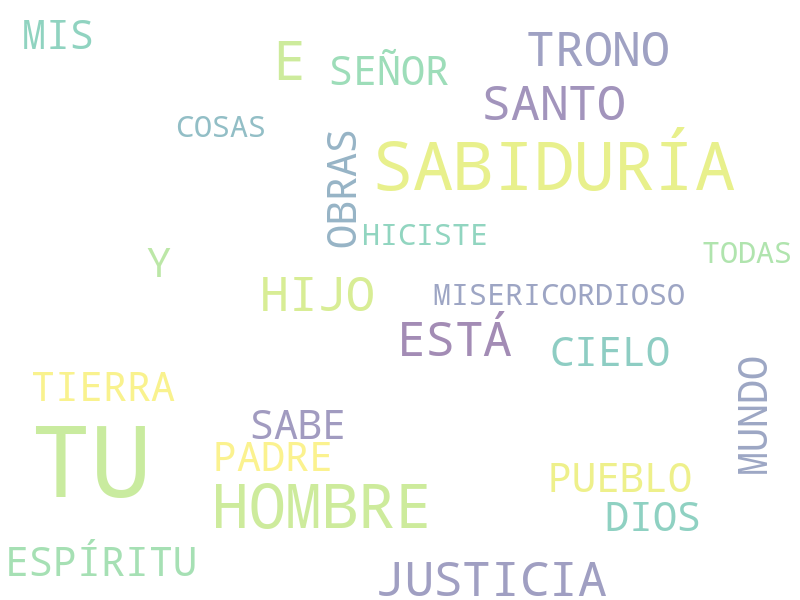 MIS
E
SEÑOR
TRONO
SANTO
COSAS
OBRAS
SABIDURÍA
HICISTE
Y
TODAS
HIJO
MISERICORDIOSO
ESTÁ
CIELO
TIERRA
MUNDO
SABE
TU
PADRE
PUEBLO
HOMBRE
DIOS
ESPÍRITU
JUSTICIA